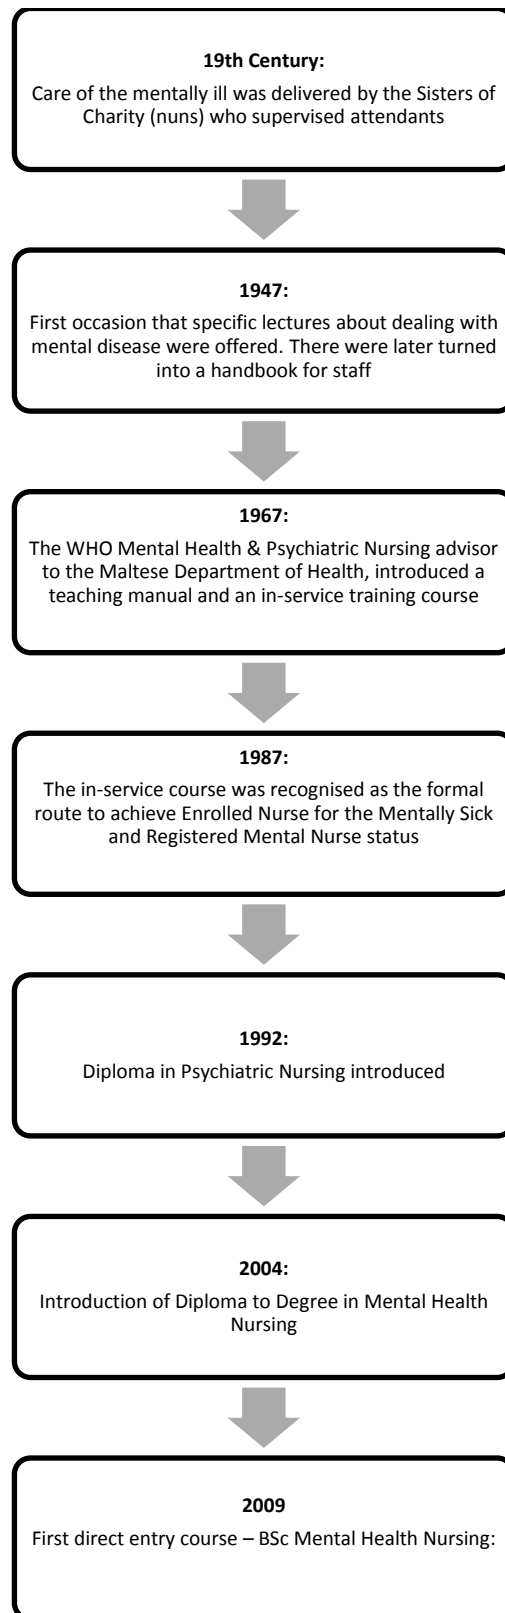 19th Century:
Care of the mentally ill was delivered by the Sisters of
Charity (nuns) who supervised attendants
1947:
First occasion that specific lectures about dealing with
mental disease were offered. There were later turned
into a handbook for staff
1967:
The WHO Mental Health & Psychiatric Nursing advisor
to the Maltese Department of Health, introduced a
teaching manual and an in-service training course
1987:
The in-service course was recognised as the formal
route to achieve Enrolled Nurse for the Mentally Sick
and Registered Mental Nurse status
1992:
Diploma in Psychiatric Nursing introduced
2004:
Introduction of Diploma to Degree in Mental Health
Nursing
2009
First direct entry course – BSc Mental Health Nursing: